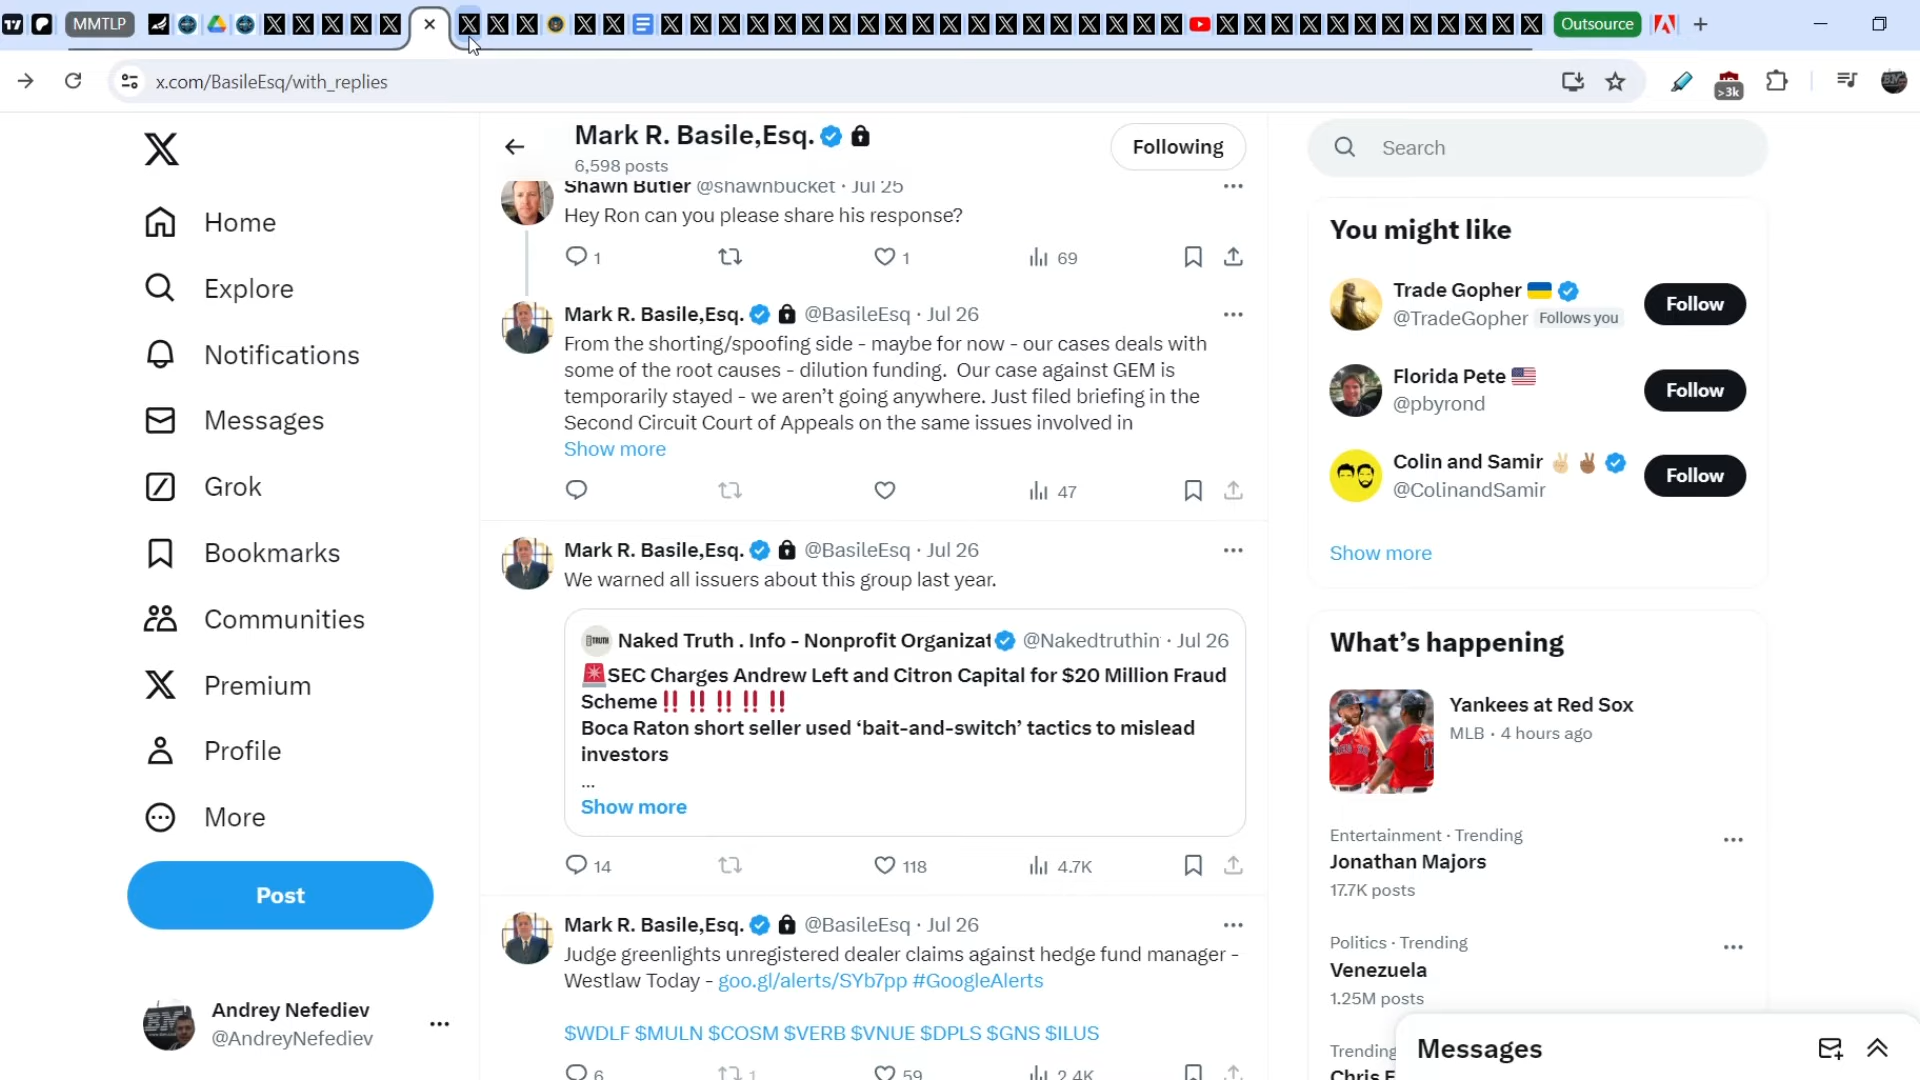 MMTLP
Outsource
x.com/BasileEsq/with_replies
>3k
Mark R. Basile,Esq.
6,598 posts
Following
Search
Home
Explore
Notifications
Messages
Grok
Bookmarks
Communities
Premium
Profile
More
Post
Andrey Nefediev
@AndreyNefediev
Shawn Butler @shawnbucket · Jul 25
Hey Ron can you please share his response?
1 1 69
Mark R. Basile,Esq. @BasileEsq · Jul 26
From the shorting/spoofing side - maybe for now - our cases deals with
some of the root causes - dilution funding.  Our case against GEM is
temporarily stayed - we aren’t going anywhere. Just filed briefing in the
Second Circuit Court of Appeals on the same issues involved in
Show more
47
Mark R. Basile,Esq. @BasileEsq · Jul 26
We warned all issuers about this group last year.
Naked Truth . Info - Nonprofit Organizat @Nakedtruthin · Jul 26
🚨SEC Charges Andrew Left and Citron Capital for $20 Million Fraud
Scheme‼️ ‼️ ‼️ ‼️ ‼️
Boca Raton short seller used ‘bait-and-switch’ tactics to mislead
investors
...
Show more
14 118 4.7K
Mark R. Basile,Esq. @BasileEsq · Jul 26
Judge greenlights unregistered dealer claims against hedge fund manager -
Westlaw Today - goo.gl/alerts/SYb7pp #GoogleAlerts
$WDLF $MULN $COSM $VERB $VNUE $DPLS $GNS $ILUS
6 1 59 2.4K
You might like
Trade Gopher
@TradeGopher Follows you
Follow
Florida Pete
@pbyrond
Follow
Colin and Samir
@ColinandSamir
Follow
Show more
What’s happening
Yankees at Red Sox
MLB · 4 hours ago
Entertainment · Trending
Jonathan Majors
17.7K posts
Politics · Trending
Venezuela
1.25M posts
Trending
Chris
Messages